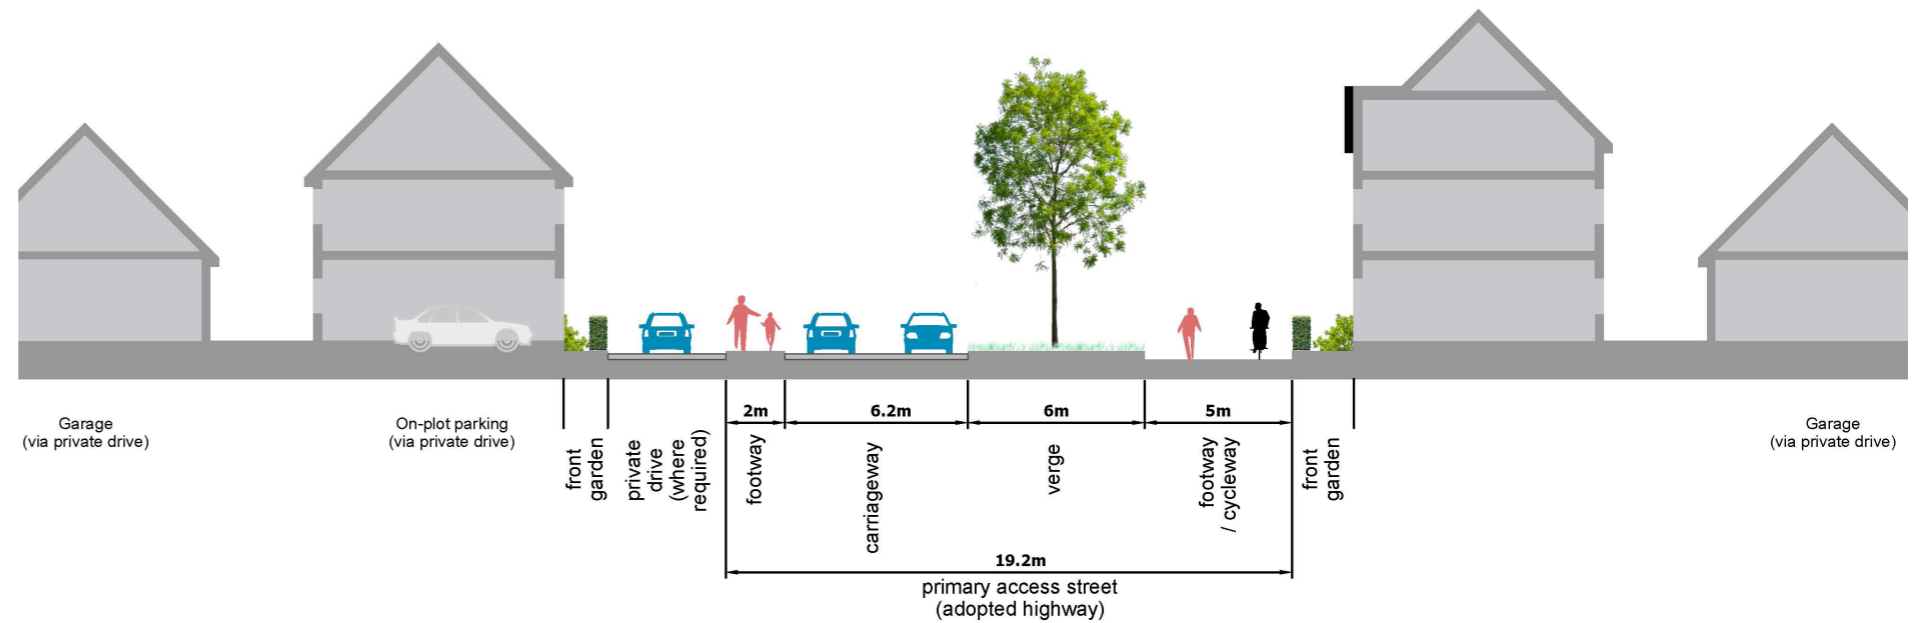 Garage
(via private drive)
On-plot parking
(via private drive)
front
garden
private
drive
(where
required)
2m
footway
6.2m
carriageway
6m
verge
5m
footway
/ cycleway
front
garden
Garage
(via private drive)
19.2m
primary access street
(adopted highway)